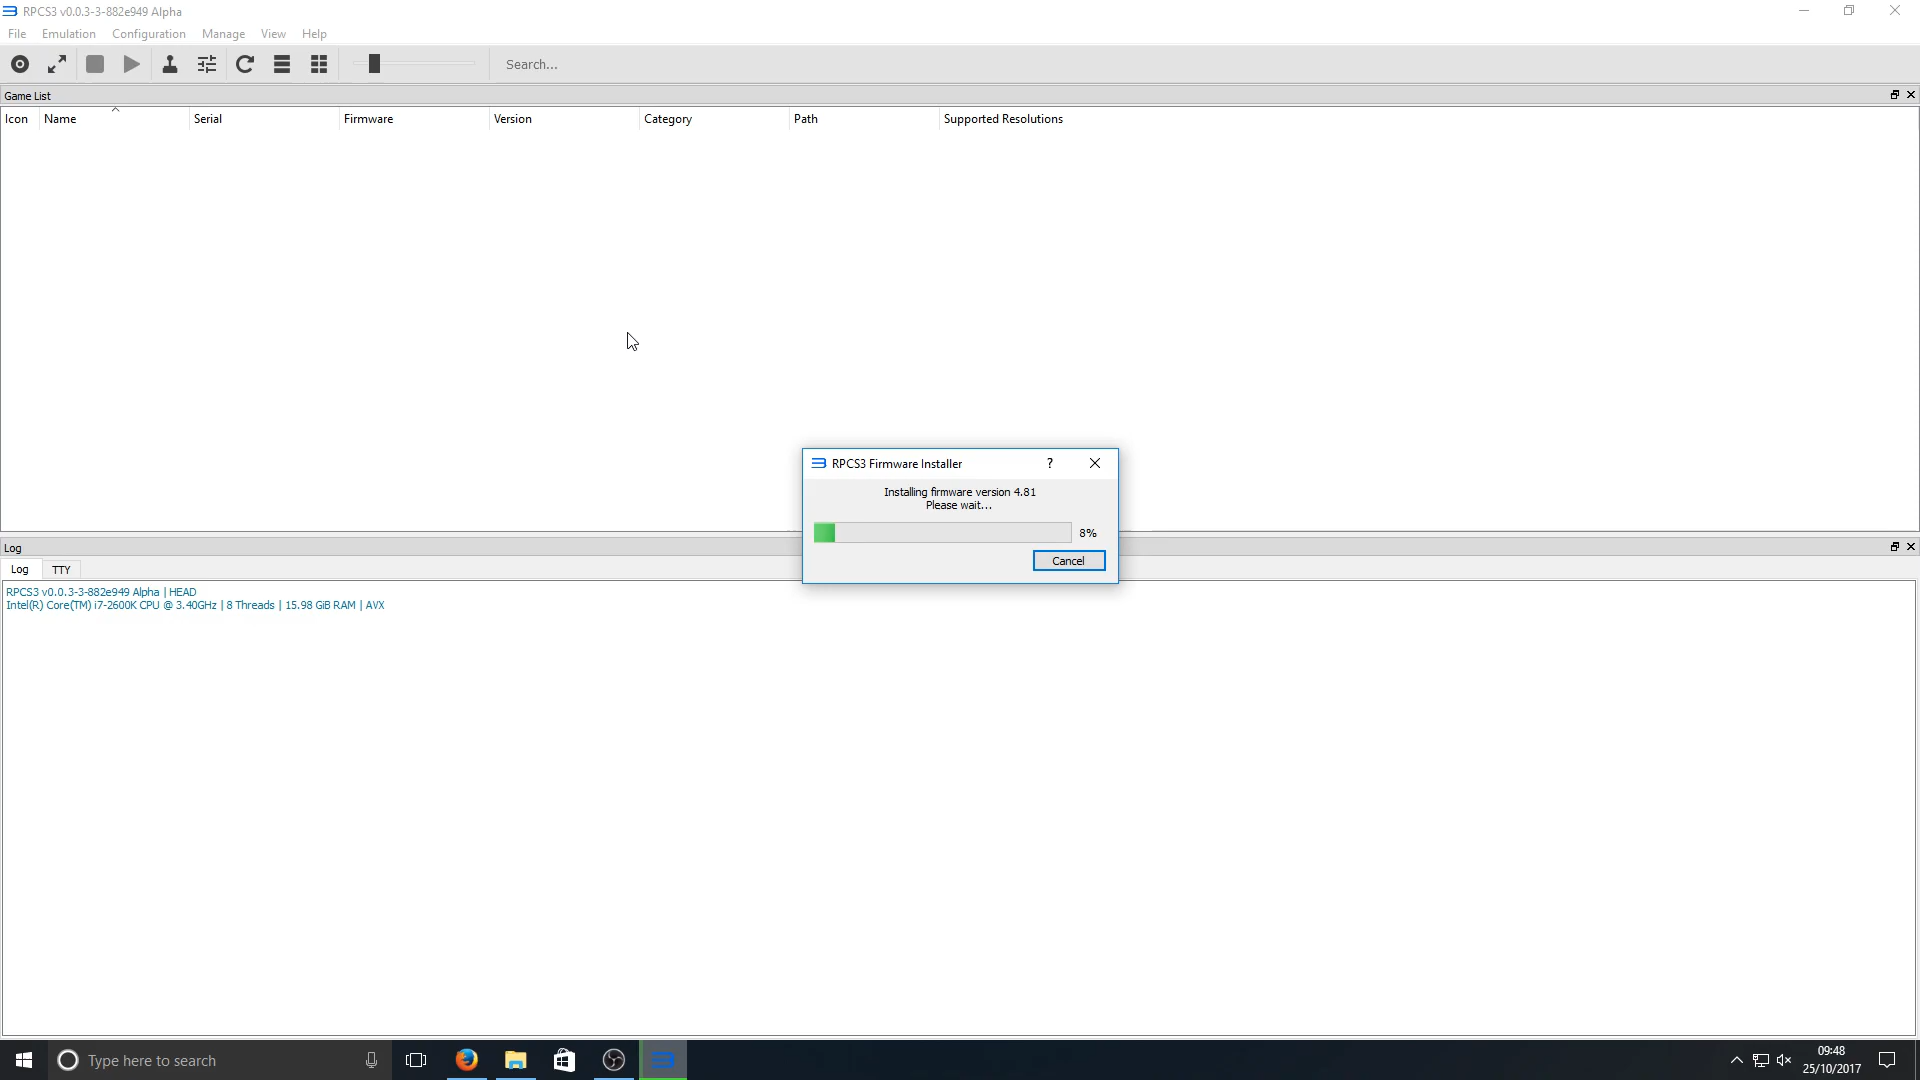 RPCS3 v0.0.3-3-882e949 Alpha
File Emulation Configuration Manage View Help
Search...
Game List
Icon Name Serial Firmware Version Category Path Supported Resolutions
RPCS3 Firmware Installer
Installing firmware version 4.81
Please wait...
8%
Cancel
Log
Log TTY
RPCS3 v0.0.3-3-882e949 Alpha | HEAD
Intel(R) Core(TM) i7-2600K CPU @ 3.40GHz | 8 Threads | 15.98 GiB RAM | AVX
Type here to search
09:48
25/10/2017